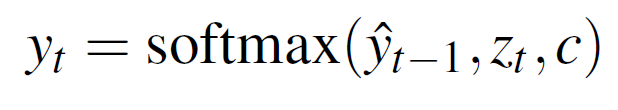 yₜ = softmax(ŷₜ₋₁, zₜ, c)